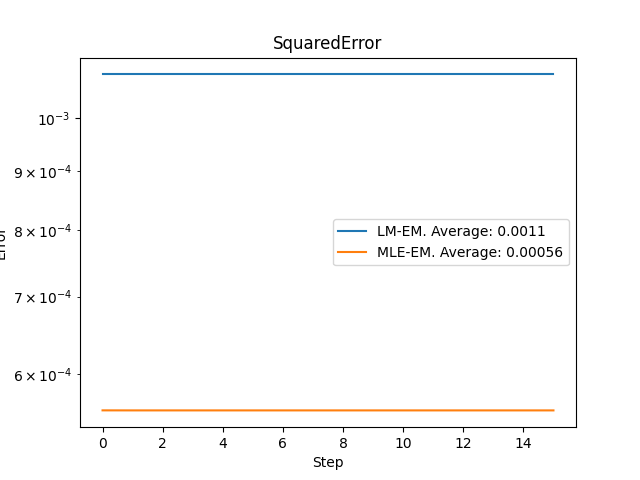 SquaredError
10⁻³
9 × 10⁻⁴
8 × 10⁻⁴
7 × 10⁻⁴
6 × 10⁻⁴
Error
LM-EM. Average: 0.0011
MLE-EM. Average: 0.00056
0 2 4 6 8 10 12 14
Step